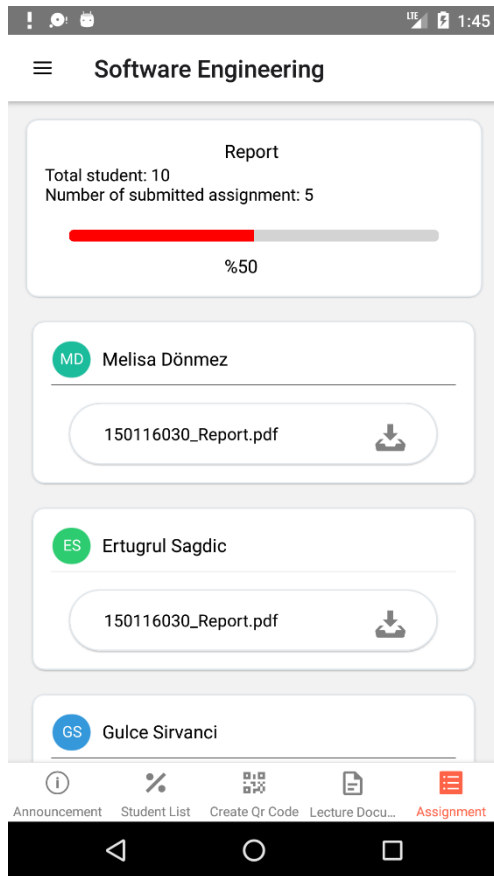 LTE 1:45
Software Engineering
Report
Total student: 10
Number of submitted assignment: 5
%50
MD Melisa Dönmez
150116030_Report.pdf
ES Ertugrul Sagdic
150116030_Report.pdf
GS Gulce Sirvanci
Announcement Student List Create Qr Code Lecture Docu... Assignment